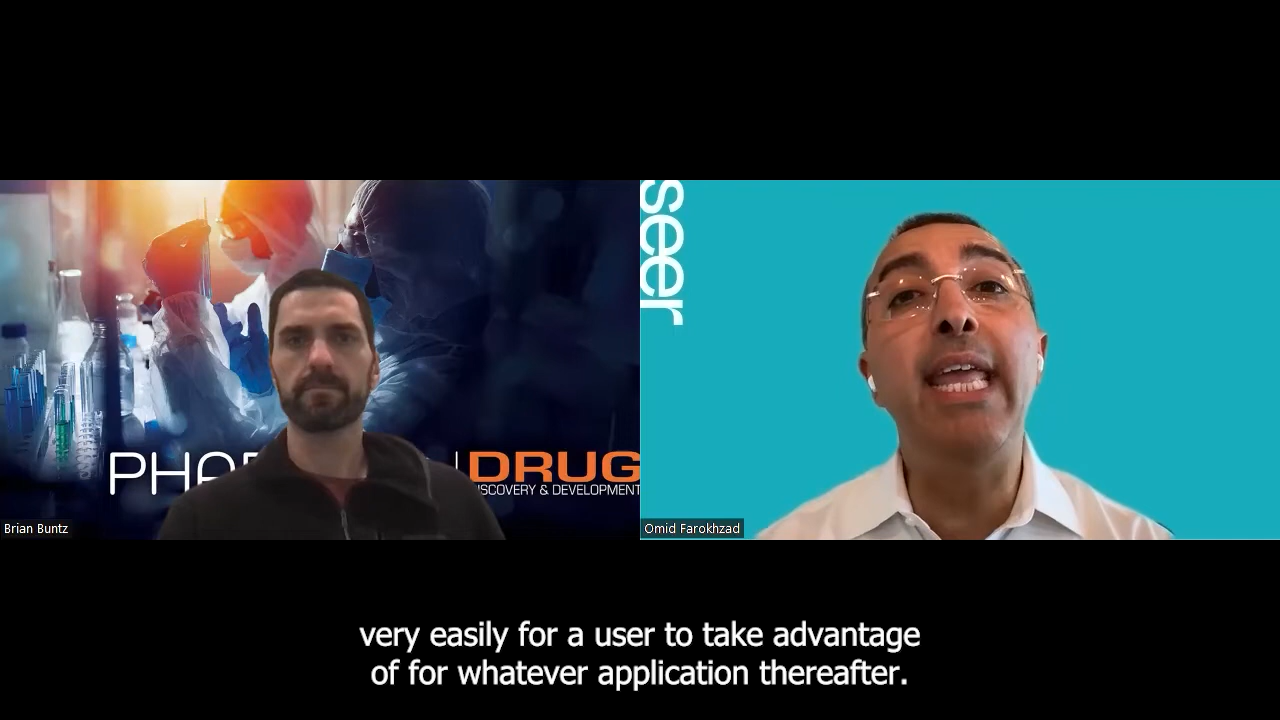 seer
PHA
DRUG
ISCOVERY & DEVELOPMENT
Brian Buntz
Omid Farokhzad
very easily for a user to take advantage
of for whatever application thereafter.